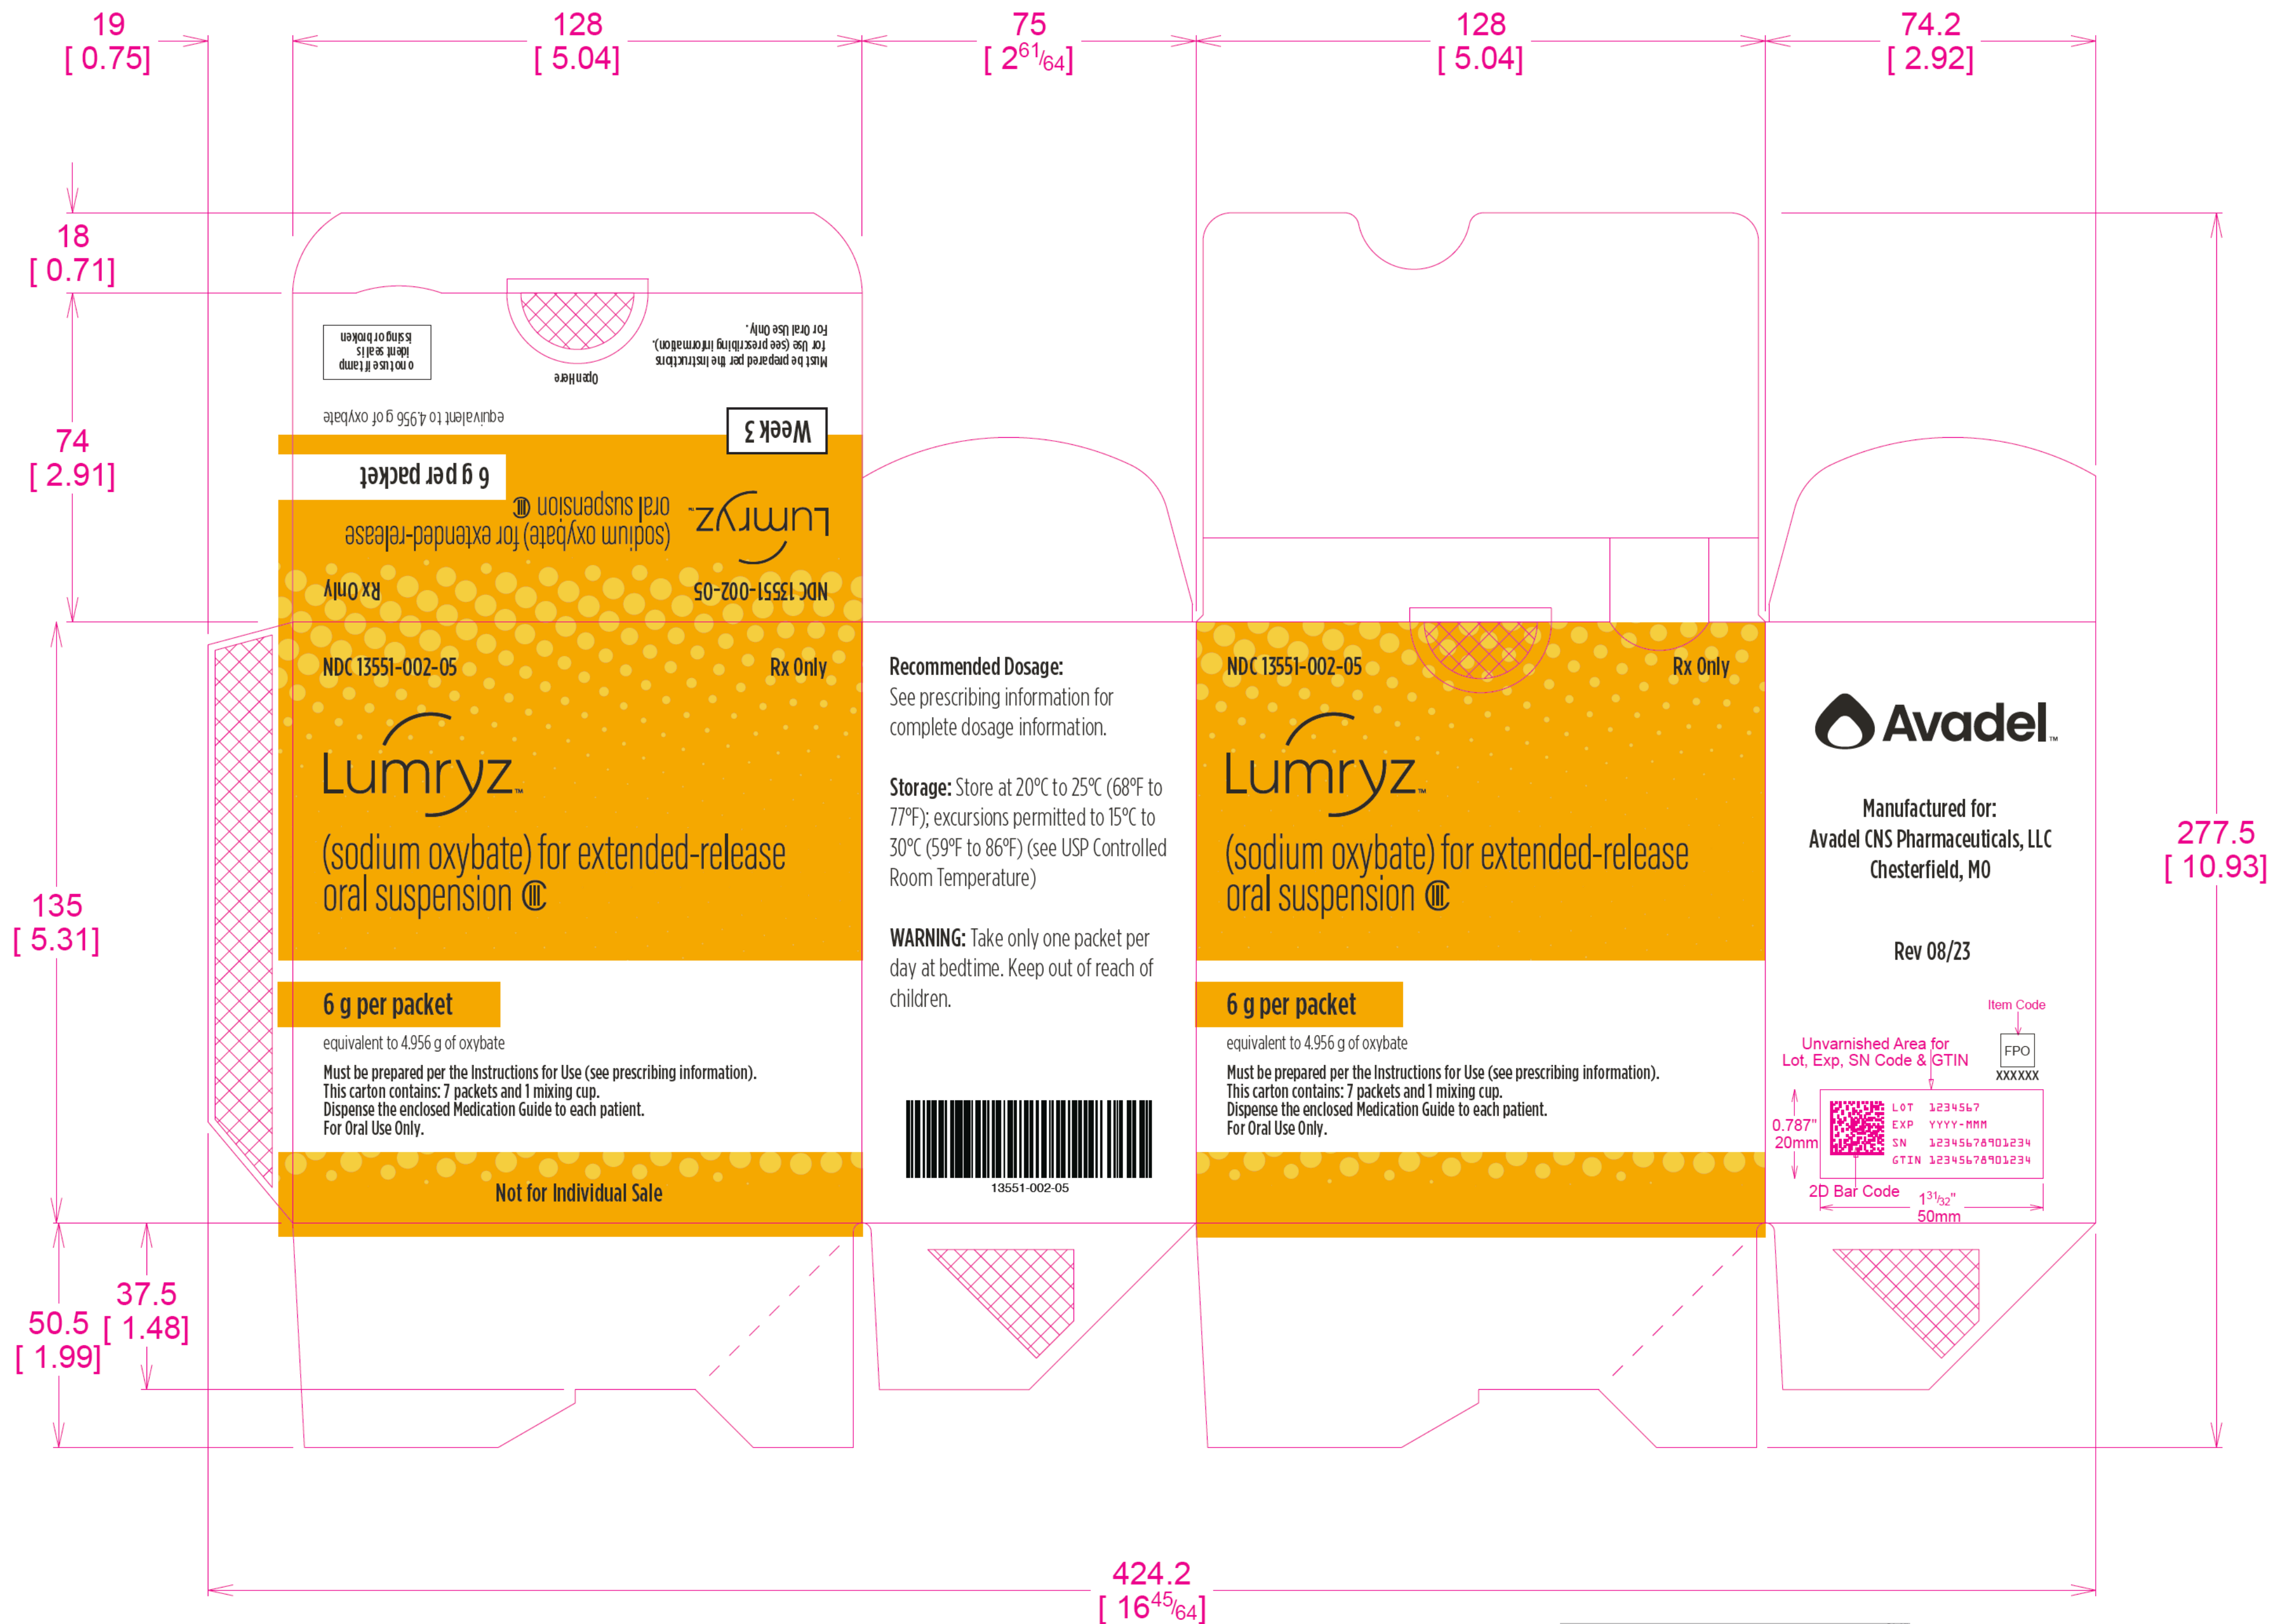 19
[ 0.75]
128
[ 5.04]
75
[ 2 61/64]
128
[ 5.04]
74.2
[ 2.92]
18
[ 0.71]
74
[ 2.91]
135
[ 5.31]
50.5
[ 1.99]
37.5
[ 1.48]
277.5
[ 10.93]
424.2
[ 16 45/64]
NDC 13551-002-05
Rx Only
Lumryz™
(sodium oxybate) for extended-release
oral suspension CIII
6 g per packet
Week 3
equivalent to 4.956 g of oxybate
Open Here
Must be prepared per the Instructions
for Use (see prescribing information).
For Oral Use Only.
o not use if tamp
ident seal is
ising or broken
NDC 13551-002-05
Rx Only
Lumryz™
(sodium oxybate) for extended-release
oral suspension CIII
6 g per packet
equivalent to 4.956 g of oxybate
Must be prepared per the Instructions for Use (see prescribing information).
This carton contains: 7 packets and 1 mixing cup.
Dispense the enclosed Medication Guide to each patient.
For Oral Use Only.
Not for Individual Sale
Recommended Dosage:
See prescribing information for
complete dosage information.
Storage: Store at 20°C to 25°C (68°F to
77°F); excursions permitted to 15°C to
30°C (59°F to 86°F) (see USP Controlled
Room Temperature)
WARNING: Take only one packet per
day at bedtime. Keep out of reach of
children.
13551-002-05
NDC 13551-002-05
Rx Only
Lumryz™
(sodium oxybate) for extended-release
oral suspension CIII
6 g per packet
equivalent to 4.956 g of oxybate
Must be prepared per the Instructions for Use (see prescribing information).
This carton contains: 7 packets and 1 mixing cup.
Dispense the enclosed Medication Guide to each patient.
For Oral Use Only.
Avadel™
Manufactured for:
Avadel CNS Pharmaceuticals, LLC
Chesterfield, MO
Rev 08/23
Item Code
FPO
XXXXXX
Unvarnished Area for
Lot, Exp, SN Code & GTIN
0.787"
20mm
LOT 1234567
EXP YYYY-MMM
SN 12345678901234
GTIN 12345678901234
2D Bar Code
1 31/32"
50mm